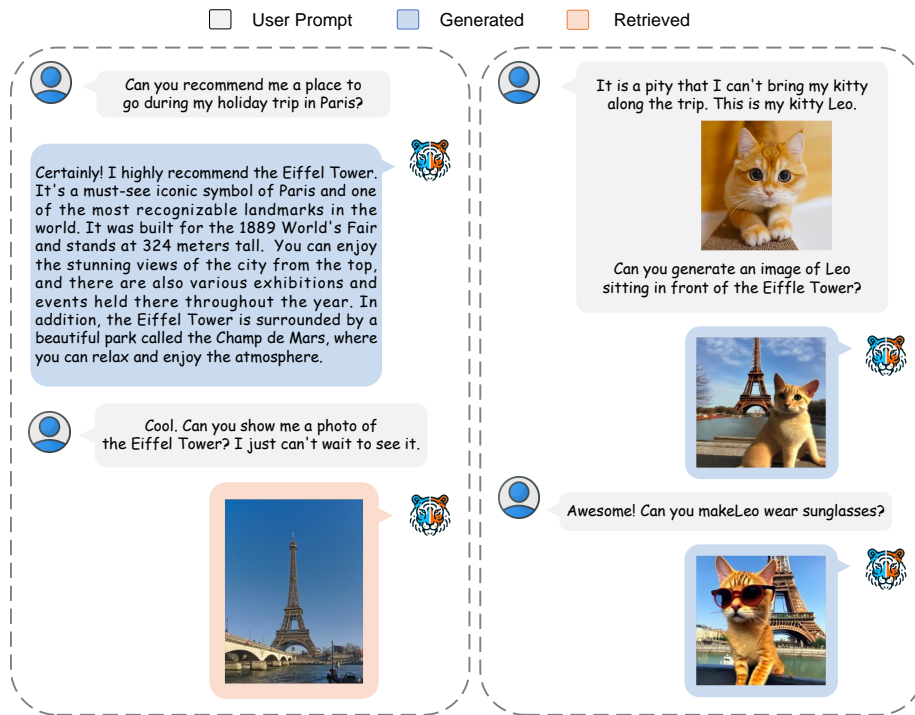 User Prompt
Generated
Retrieved
Can you recommend me a place to
go during my holiday trip in Paris?
Certainly! I highly recommend the Eiffel Tower.
It's a must-see iconic symbol of Paris and one
of the most recognizable landmarks in the
world. It was built for the 1889 World's Fair
and stands at 324 meters tall. You can enjoy
the stunning views of the city from the top,
and there are also various exhibitions and
events held there throughout the year. In
addition, the Eiffel Tower is surrounded by a
beautiful park called the Champ de Mars, where
you can relax and enjoy the atmosphere.
Cool. Can you show me a photo of
the Eiffel Tower? I just can't wait to see it.
It is a pity that I can't bring my kitty
along the trip. This is my kitty Leo.
Can you generate an image of Leo
sitting in front of the Eiffle Tower?
Awesome! Can you makeLeo wear sunglasses?